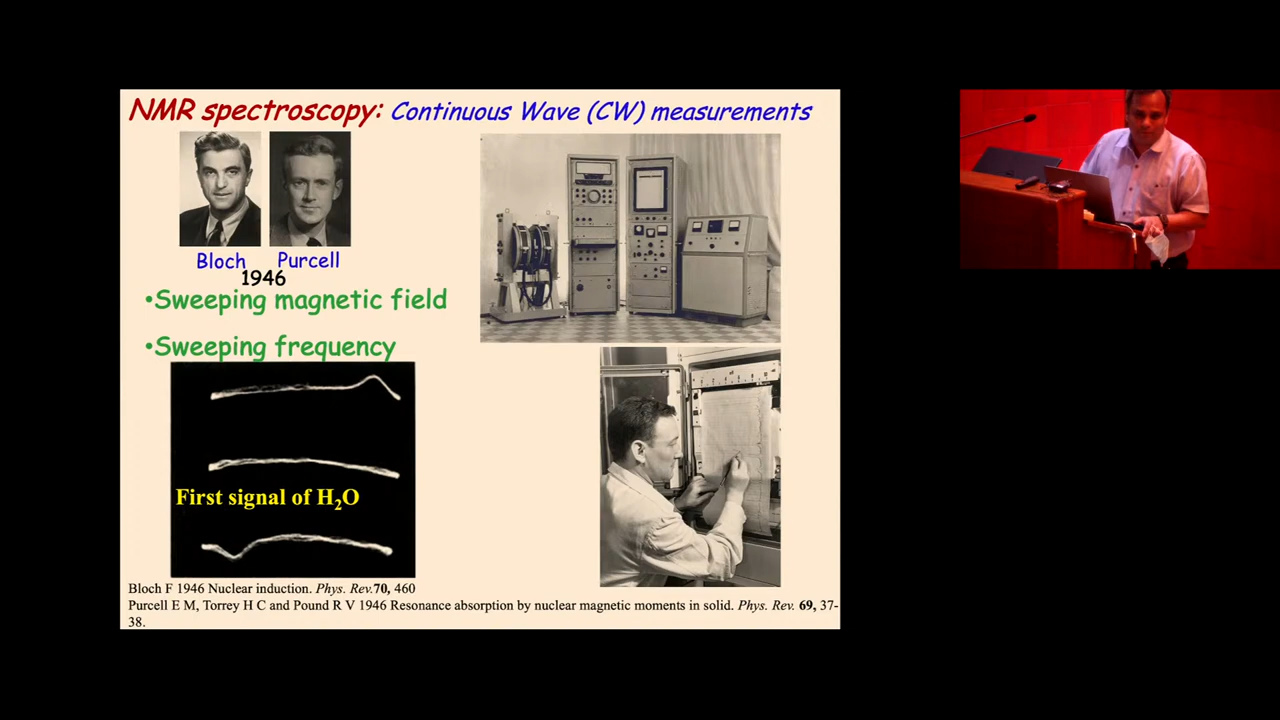 NMR spectroscopy: Continuous Wave (CW) measurements
Bloch Purcell
1946
•Sweeping magnetic field
•Sweeping frequency
First signal of H₂O
Bloch F 1946 Nuclear induction. Phys. Rev.70, 460
Purcell E M, Torrey H C and Pound R V 1946 Resonance absorption by nuclear magnetic moments in solid. Phys. Rev. 69, 37-
38.